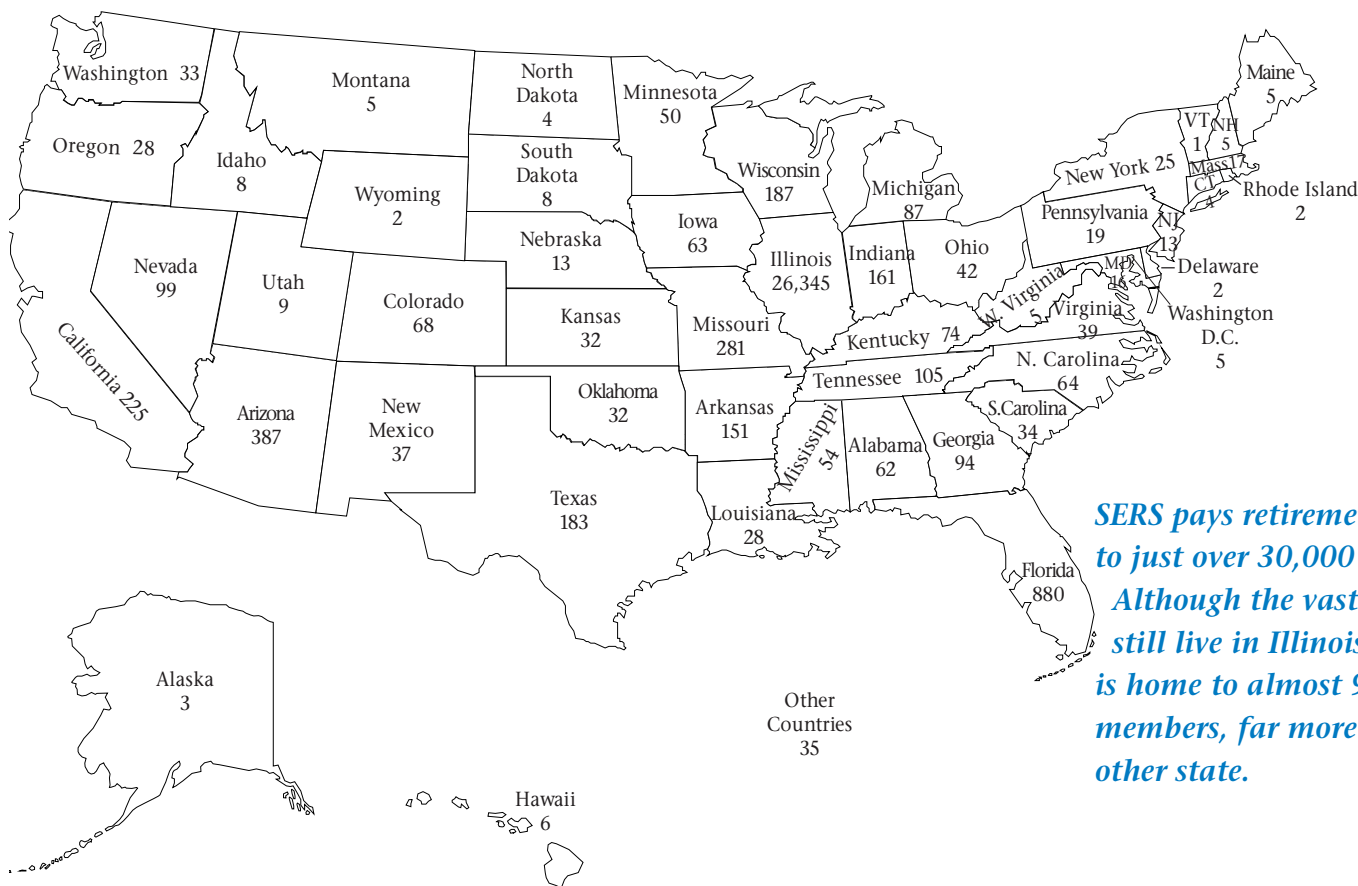 Washington 33
Oregon 28
Idaho
8
Montana
5
Wyoming
2
North
Dakota
4
South
Dakota
8
Nebraska
13
Minnesota
50
Iowa
63
Wisconsin
187
Michigan
87
Illinois
26,345
Indiana
161
Ohio
42
Pennsylvania
19
New York 25
VT
1
NH
5
Maine
5
Mass17
CT
4
Rhode Island
2
NJ
13
Delaware
2
MD
16
Washington
D.C.
5
W. Virginia
5
Virginia
39
Nevada
99
Utah
9
Colorado
68
Kansas
32
Missouri
281
Kentucky 74
Tennessee 105
N. Carolina
64
S.Carolina
34
California 225
Arizona
387
New
Mexico
37
Oklahoma
32
Arkansas
151
Mississippi
54
Alabama
62
Georgia
94
Texas
183
Louisiana
28
Florida
880
SERS pays retireme
to just over 30,000
Although the vast
still live in Illinois
is home to almost 9
members, far more
other state.
Alaska
3
Hawaii
6
Other
Countries
35